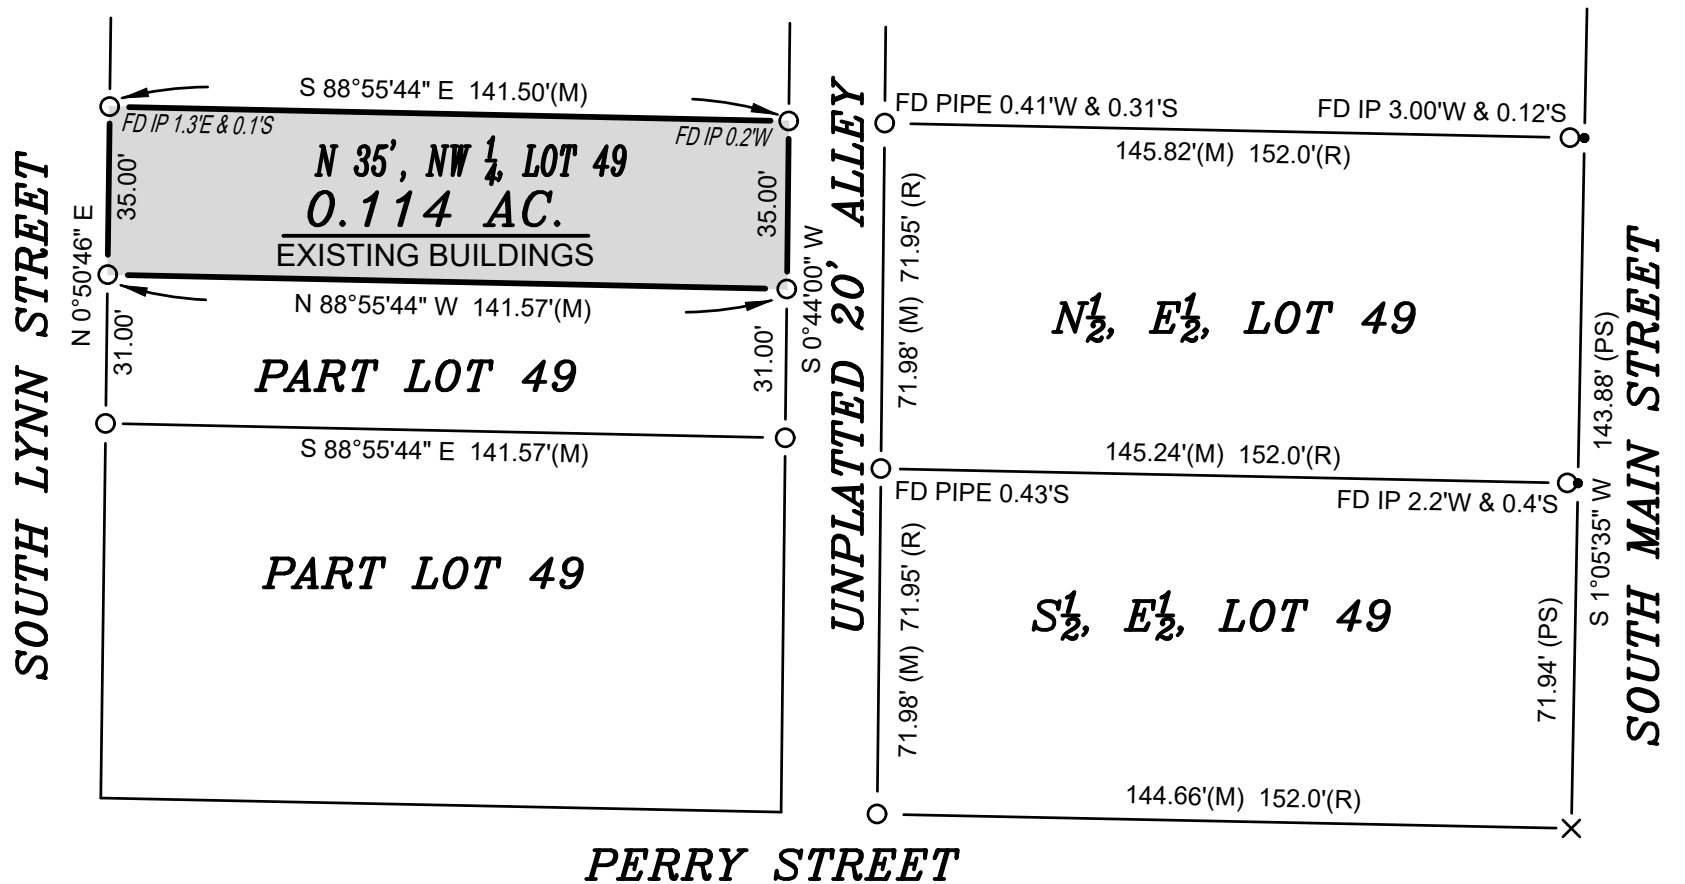 S 88°55'44" E 141.50'(M)
FD IP 1.3'E & 0.1'S
FD IP 0.2'W
N 35', NW 1/4, LOT 49
0.114 AC.
EXISTING BUILDINGS
35.00'
35.00'
N 0°50'46" E
S 0°44'00" W
N 88°55'44" W 141.57'(M)
31.00'
31.00'
PART LOT 49
S 88°55'44" E 141.57'(M)
PART LOT 49
SOUTH LYNN STREET
UNPLATTED 20' ALLEY
FD PIPE 0.41'W & 0.31'S
FD IP 3.00'W & 0.12'S
145.82'(M) 152.0'(R)
71.98' (M) 71.95' (R)
N1/2, E1/2, LOT 49
143.88' (PS)
145.24'(M) 152.0'(R)
FD PIPE 0.43'S
FD IP 2.2'W & 0.4'S
S 1°05'35" W
71.98' (M) 71.95' (R)
S1/2, E1/2, LOT 49
71.94' (PS)
144.66'(M) 152.0'(R)
SOUTH MAIN STREET
PERRY STREET